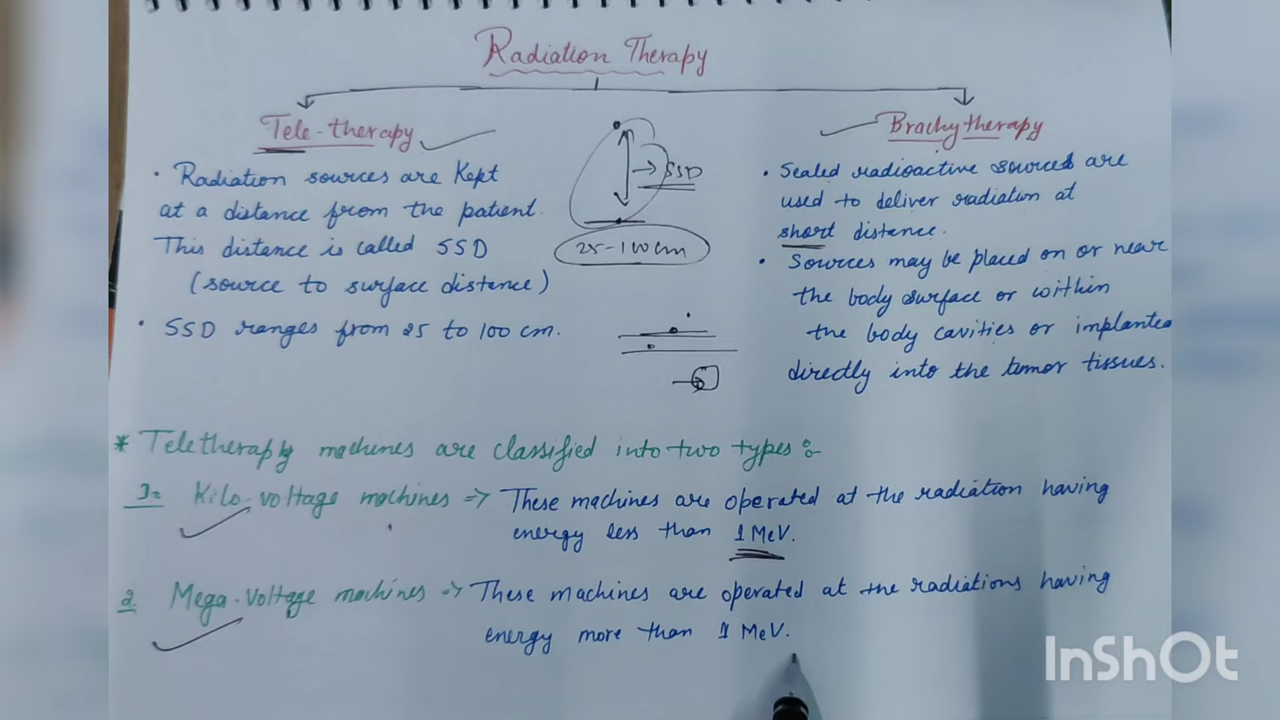 Radiation Therapy
Tele-therapy
• Radiation sources are Kept
at a distance from the patient.
This distance is called SSD
(source to surface distance)
• SSD ranges from 25 to 100 cm.
SSD
25-100cm
Brachytherapy
• Sealed radioactive sources are
used to deliver radiation at
short distance.
• Sources may be placed on or near
the body surface or within
the body cavities or implanted
directly into the tumor tissues.
* Teletherapy machines are classified into two types :-
1. Kilo-voltage machines => These machines are operated at the radiation having
energy less than 1 MeV.
2 Mega-Voltage machines => These machines are operated at the radiations having
energy more than 1 MeV.
InShOt